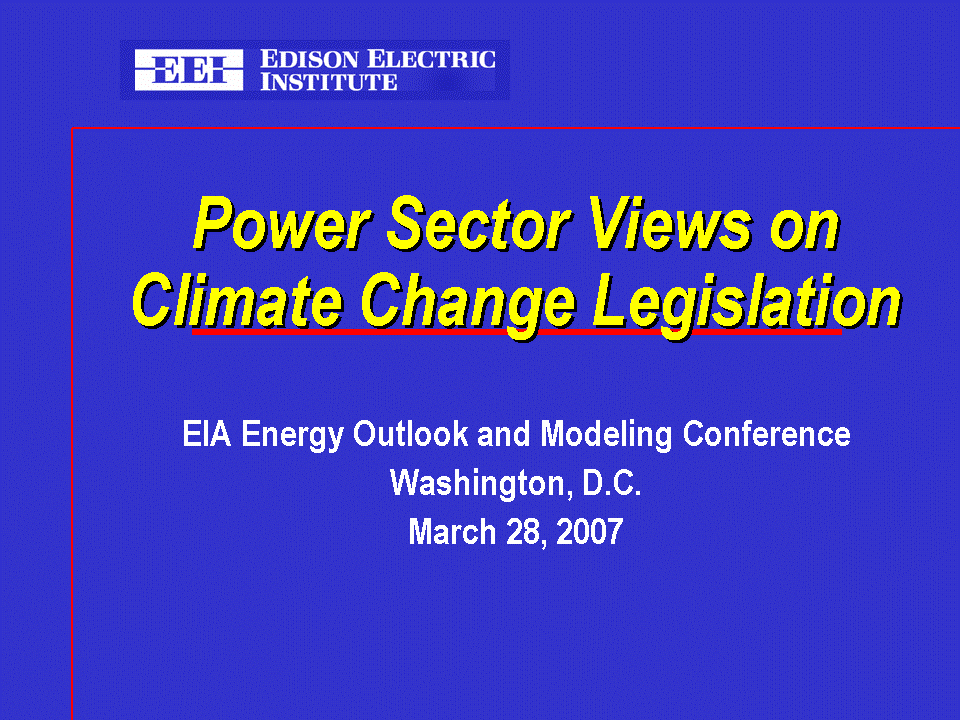 EEI EDISON ELECTRIC
INSTITUTE
Power Sector Views on
Climate Change Legislation
EIA Energy Outlook and Modeling Conference
Washington, D.C.
March 28, 2007